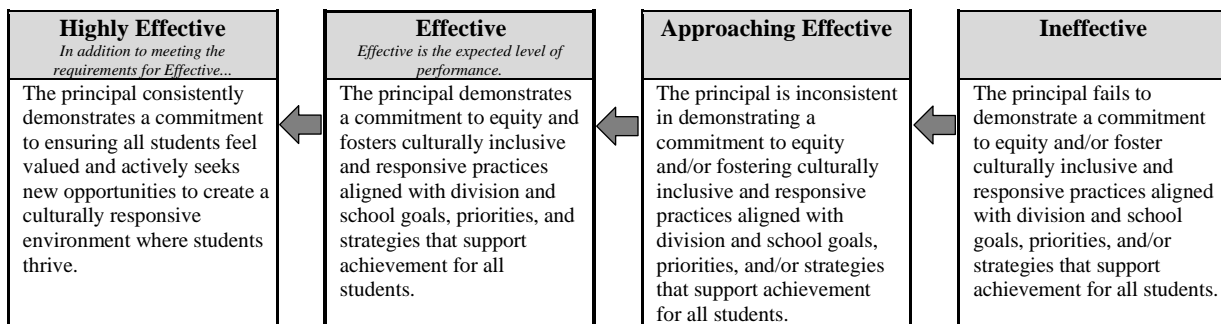 Highly Effective
In addition to meeting the
requirements for Effective...
The principal consistently
demonstrates a commitment
to ensuring all students feel
valued and actively seeks
new opportunities to create a
culturally responsive
environment where students
thrive.
Effective
Effective is the expected level of
performance.
The principal demonstrates
a commitment to equity and
fosters culturally inclusive
and responsive practices
aligned with division and
school goals, priorities, and
strategies that support
achievement for all
students.
Approaching Effective
The principal is inconsistent
in demonstrating a
commitment to equity
and/or fostering culturally
inclusive and responsive
practices aligned with
division and school goals,
priorities, and/or strategies
that support achievement
for all students.
Ineffective
The principal fails to
demonstrate a commitment
to equity and/or foster
culturally inclusive and
responsive practices aligned
with division and school
goals, priorities, and/or
strategies that support
achievement for all students.